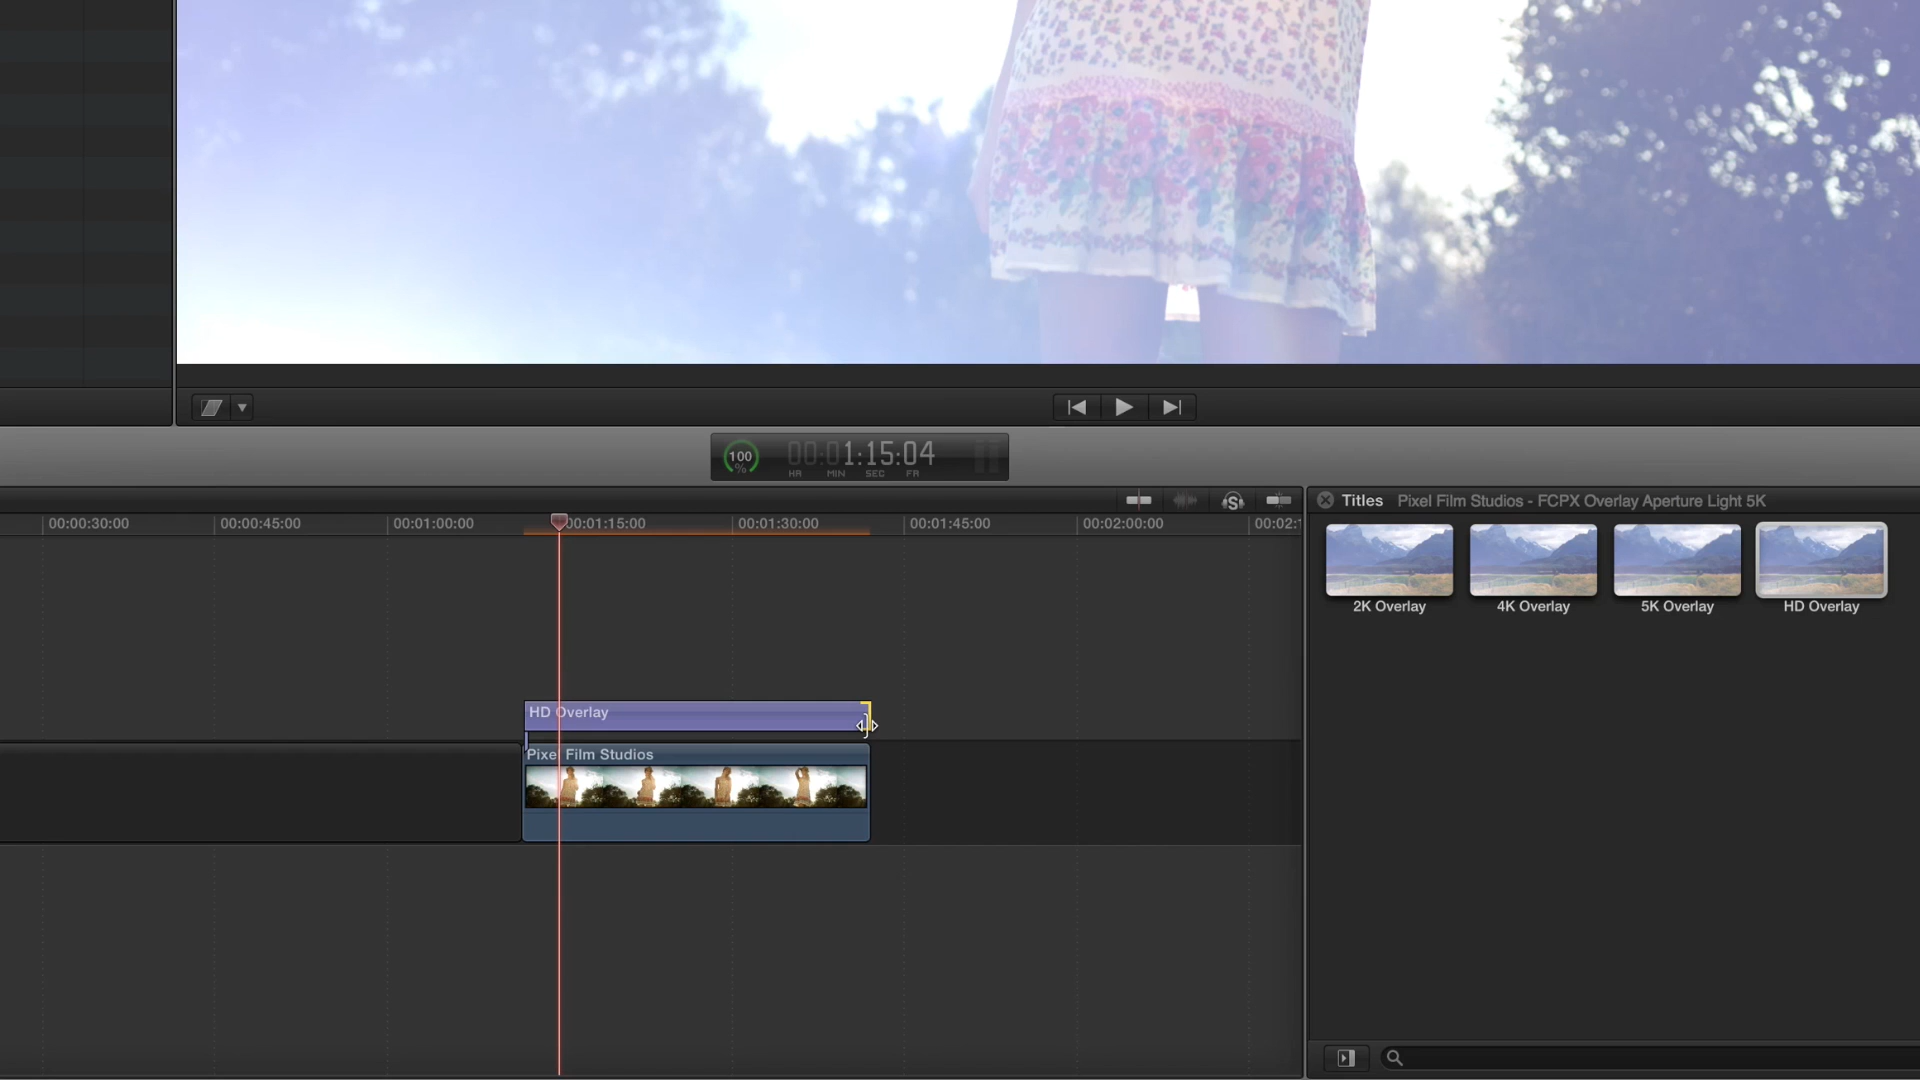 100
%
00:01:15:04
HR MIN SEC FR
00:00:30:00 00:00:45:00 00:01:00:00 00:01:15:00 00:01:30:00 00:01:45:00 00:02:00:00 00:02:1
Titles Pixel Film Studios - FCPX Overlay Aperture Light 5K
2K Overlay 4K Overlay 5K Overlay HD Overlay
HD Overlay
Pixel Film Studios